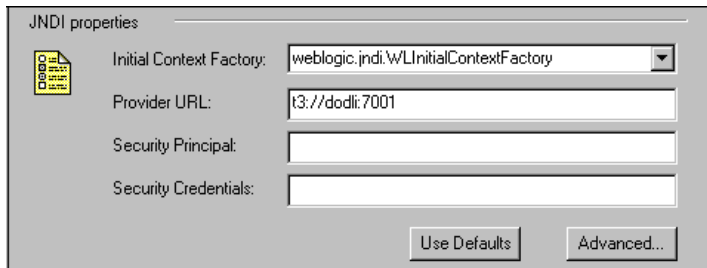 JNDI properties
Initial Context Factory: weblogic.jndi.WLInitialContextFactory
Provider URL: t3://dodli:7001
Security Principal:
Security Credentials:
Use Defaults Advanced...